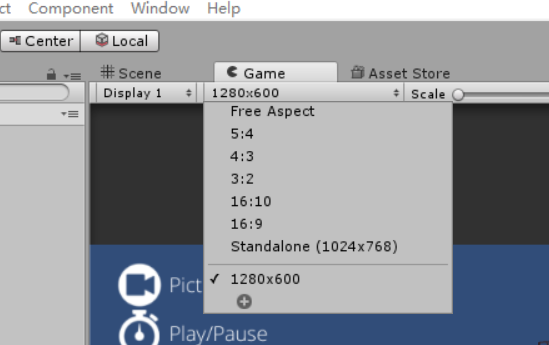 ct Component Window Help
Center Local
Scene Game Asset Store
Display 1 1280x600 Scale
Free Aspect
5:4
4:3
3:2
16:10
16:9
Standalone (1024x768)
1280x600
Pict
Play/Pause